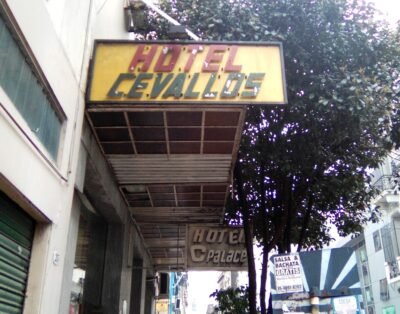 HOTEL
CEVALLOS
HOTEL
C Palace
SALSA &
BACHATA
GRATIS